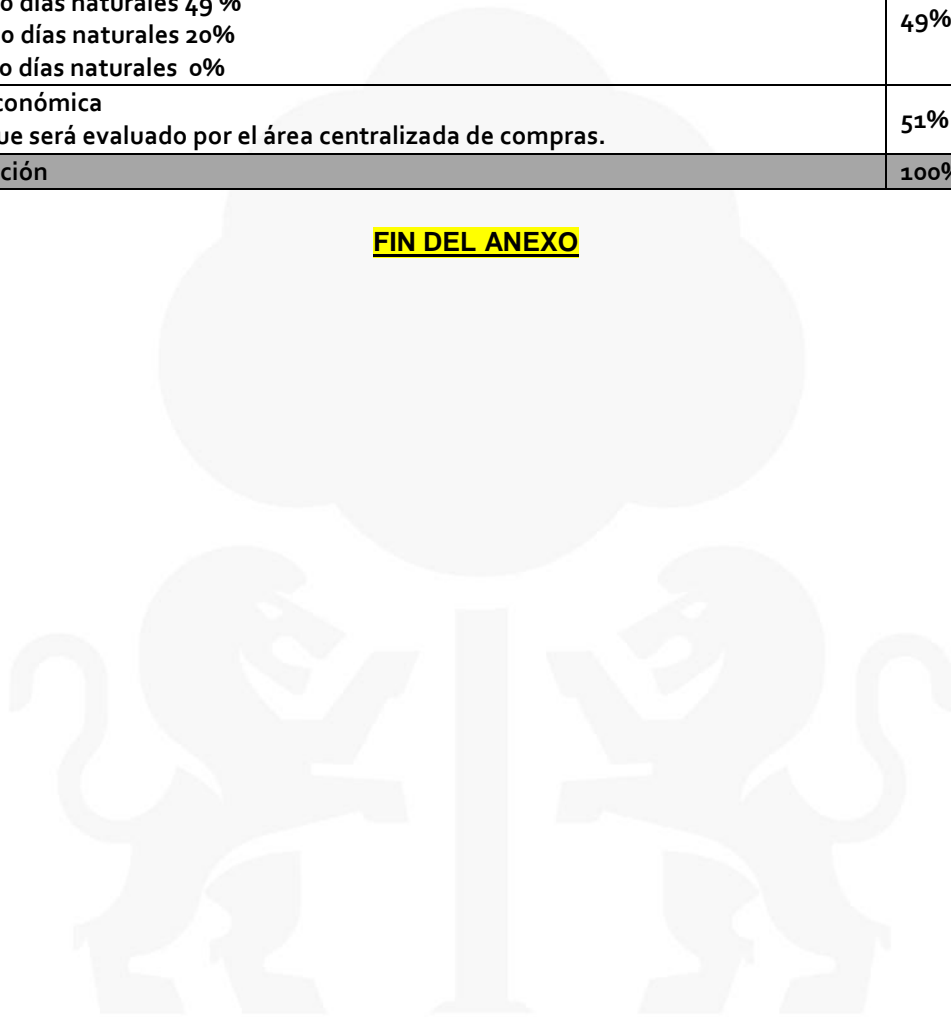 o días naturales 49 %
o días naturales 20%
o días naturales 0%
49%
conómica
ue será evaluado por el área centralizada de compras.
51%
ción
100%
FIN DEL ANEXO